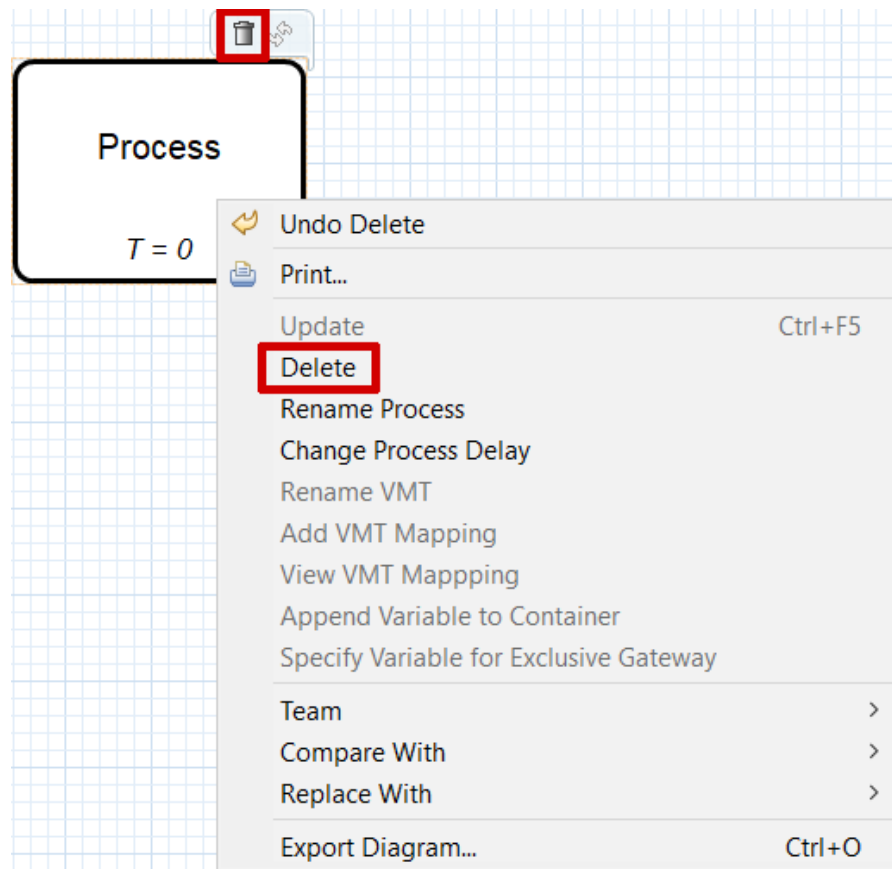 Process
T = 0
Undo Delete
Print...
Update Ctrl+F5
Delete
Rename Process
Change Process Delay
Rename VMT
Add VMT Mapping
View VMT Mappping
Append Variable to Container
Specify Variable for Exclusive Gateway
Team
Compare With
Replace With
Export Diagram... Ctrl+O